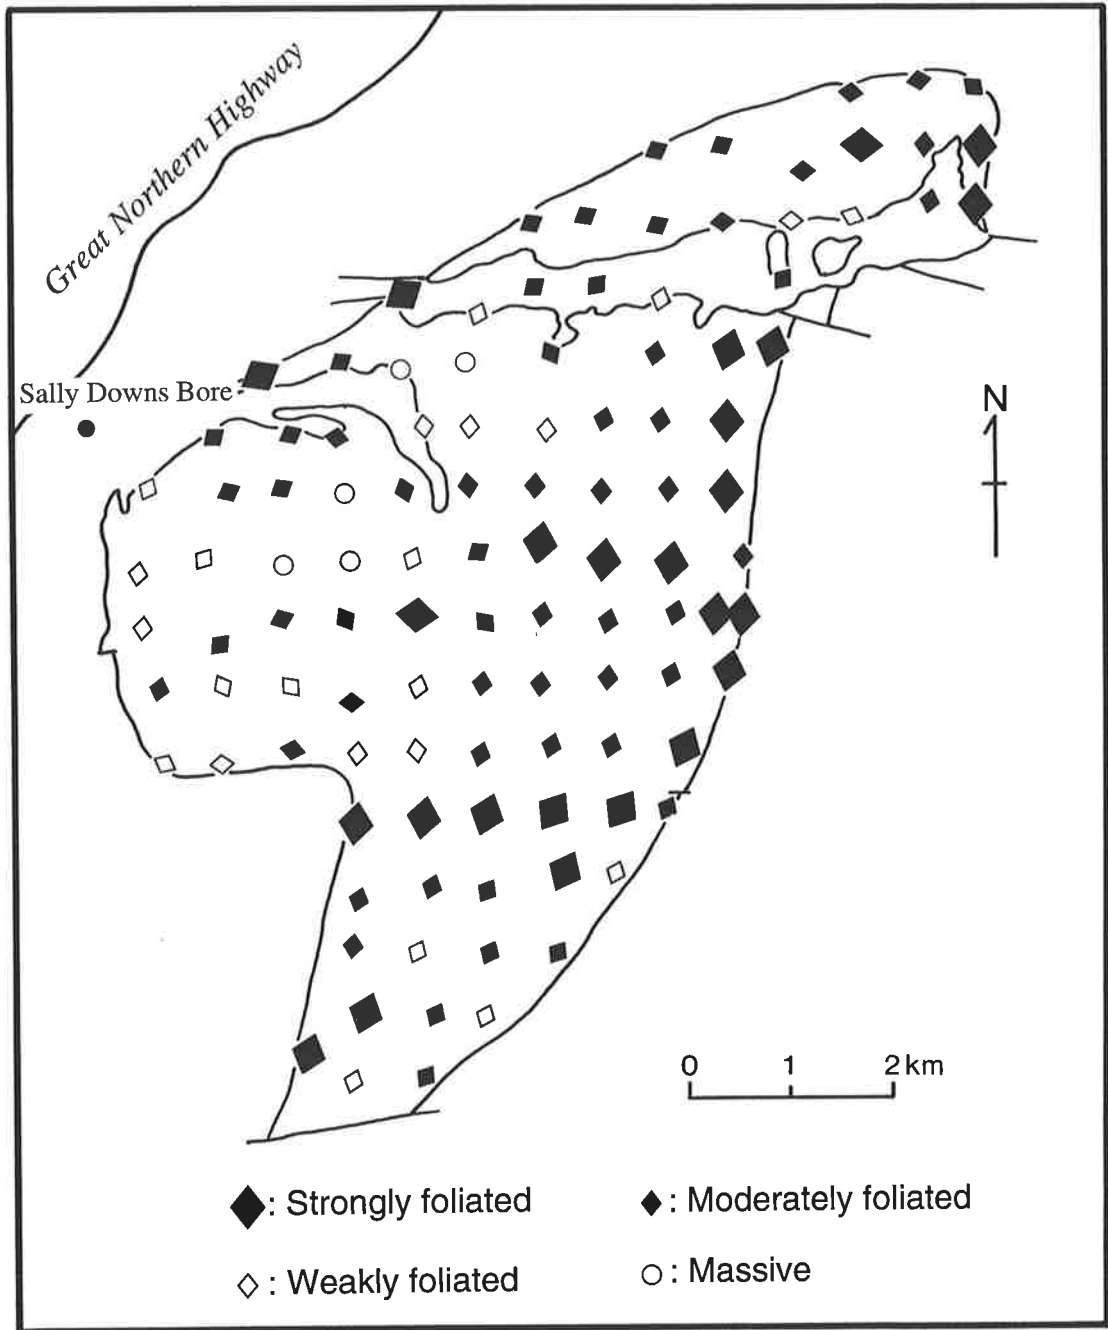 Great Northern Highway
Sally Downs Bore
N
0 1 2 km
: Strongly foliated
: Moderately foliated
: Weakly foliated
: Massive